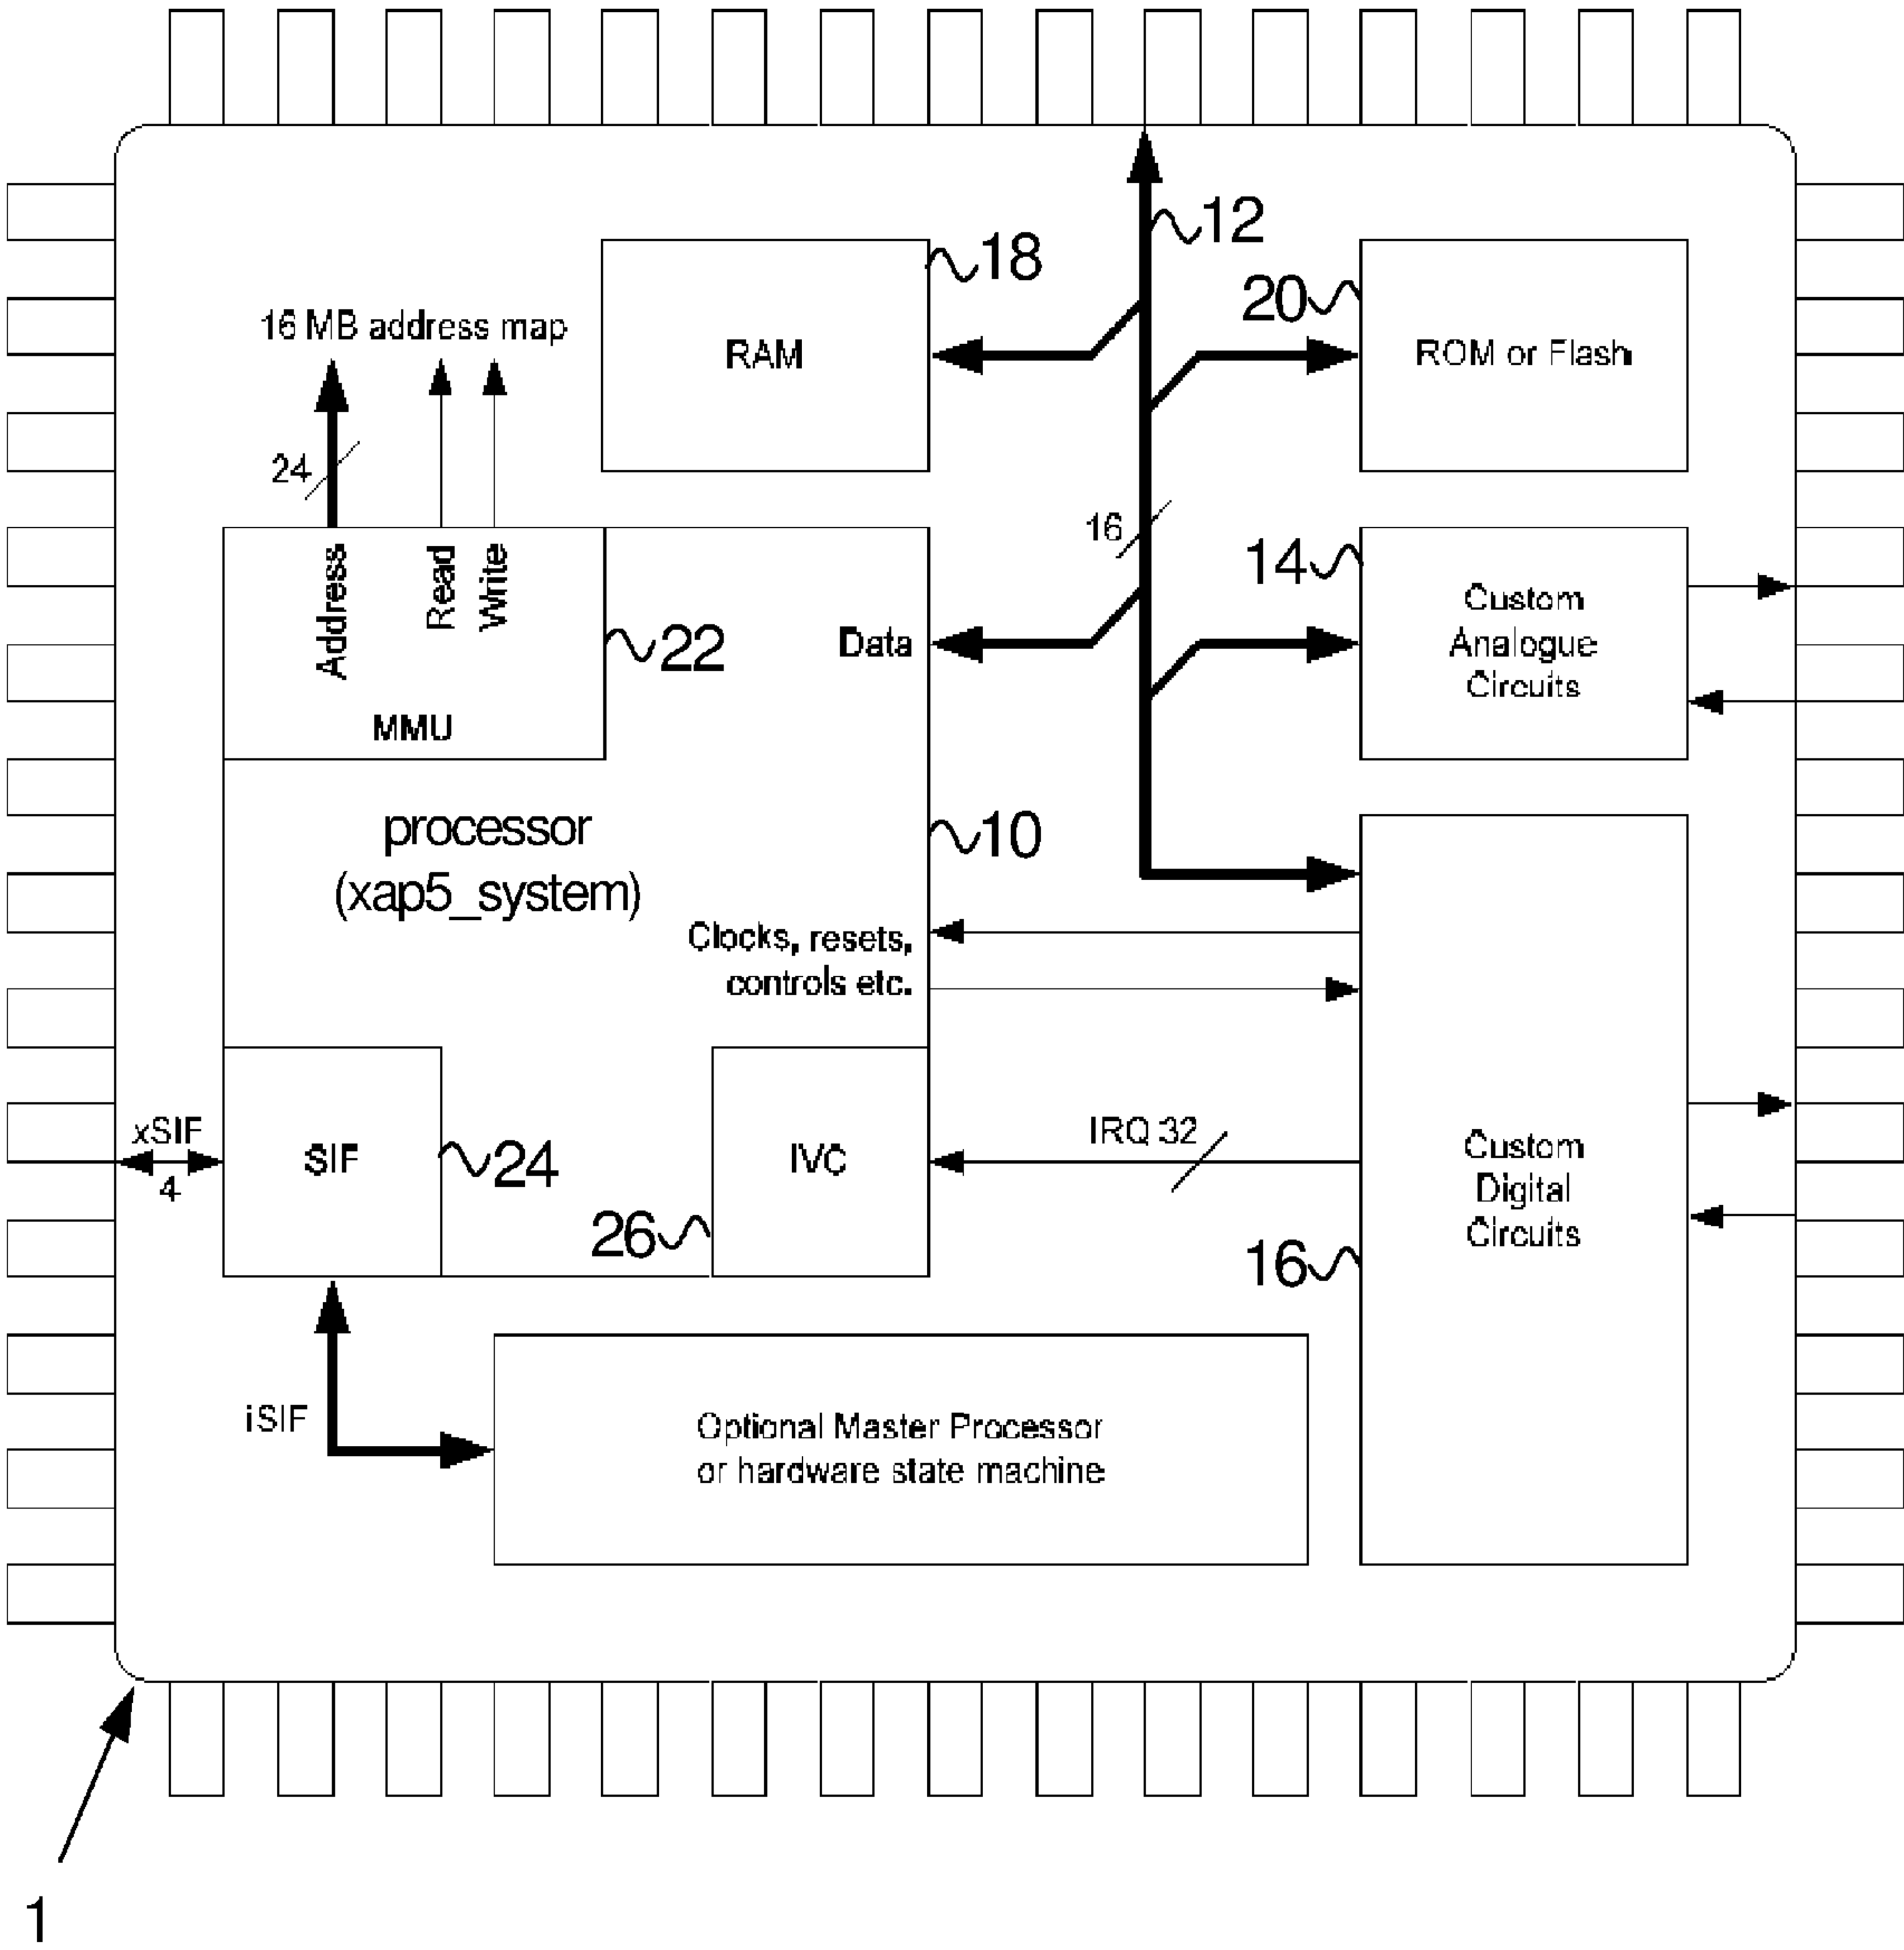 12
18
20
16 MB address map
RAM
ROM or Flash
24
16
14
Address
Read
Write
22
Data
Custom
Analogue
Circuits
MMU
processor
(xap5_system)
10
Clocks, resets,
controls etc.
xSIF
4
SIF
24
IVC
26
IRQ 32
Custom
Digital
Circuits
16
iSIF
Optional Master Processor
or hardware state machine
1